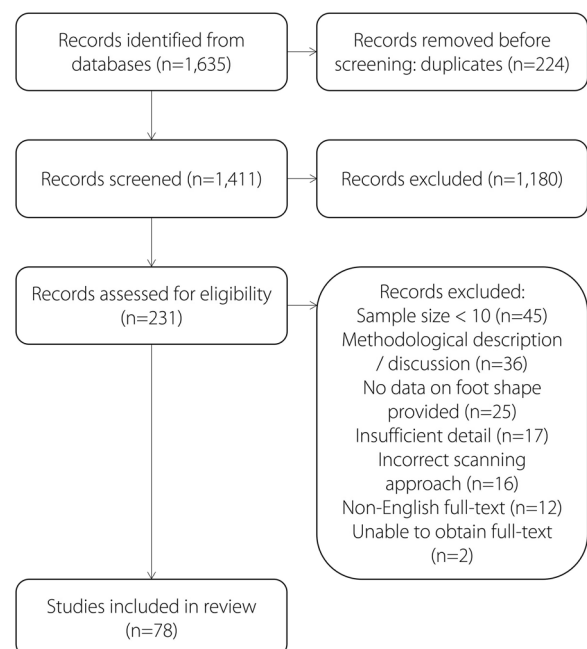 Records identified from
databases (n=1,635)
Records removed before
screening: duplicates (n=224)
Records screened (n=1,411)
Records excluded (n=1,180)
Records assessed for eligibility
(n=231)
Records excluded:
Sample size < 10 (n=45)
Methodological description
/ discussion (n=36)
No data on foot shape
provided (n=25)
Insufficient detail (n=17)
Incorrect scanning
approach (n=16)
Non-English full-text (n=12)
Unable to obtain full-text
(n=2)
Studies included in review
(n=78)